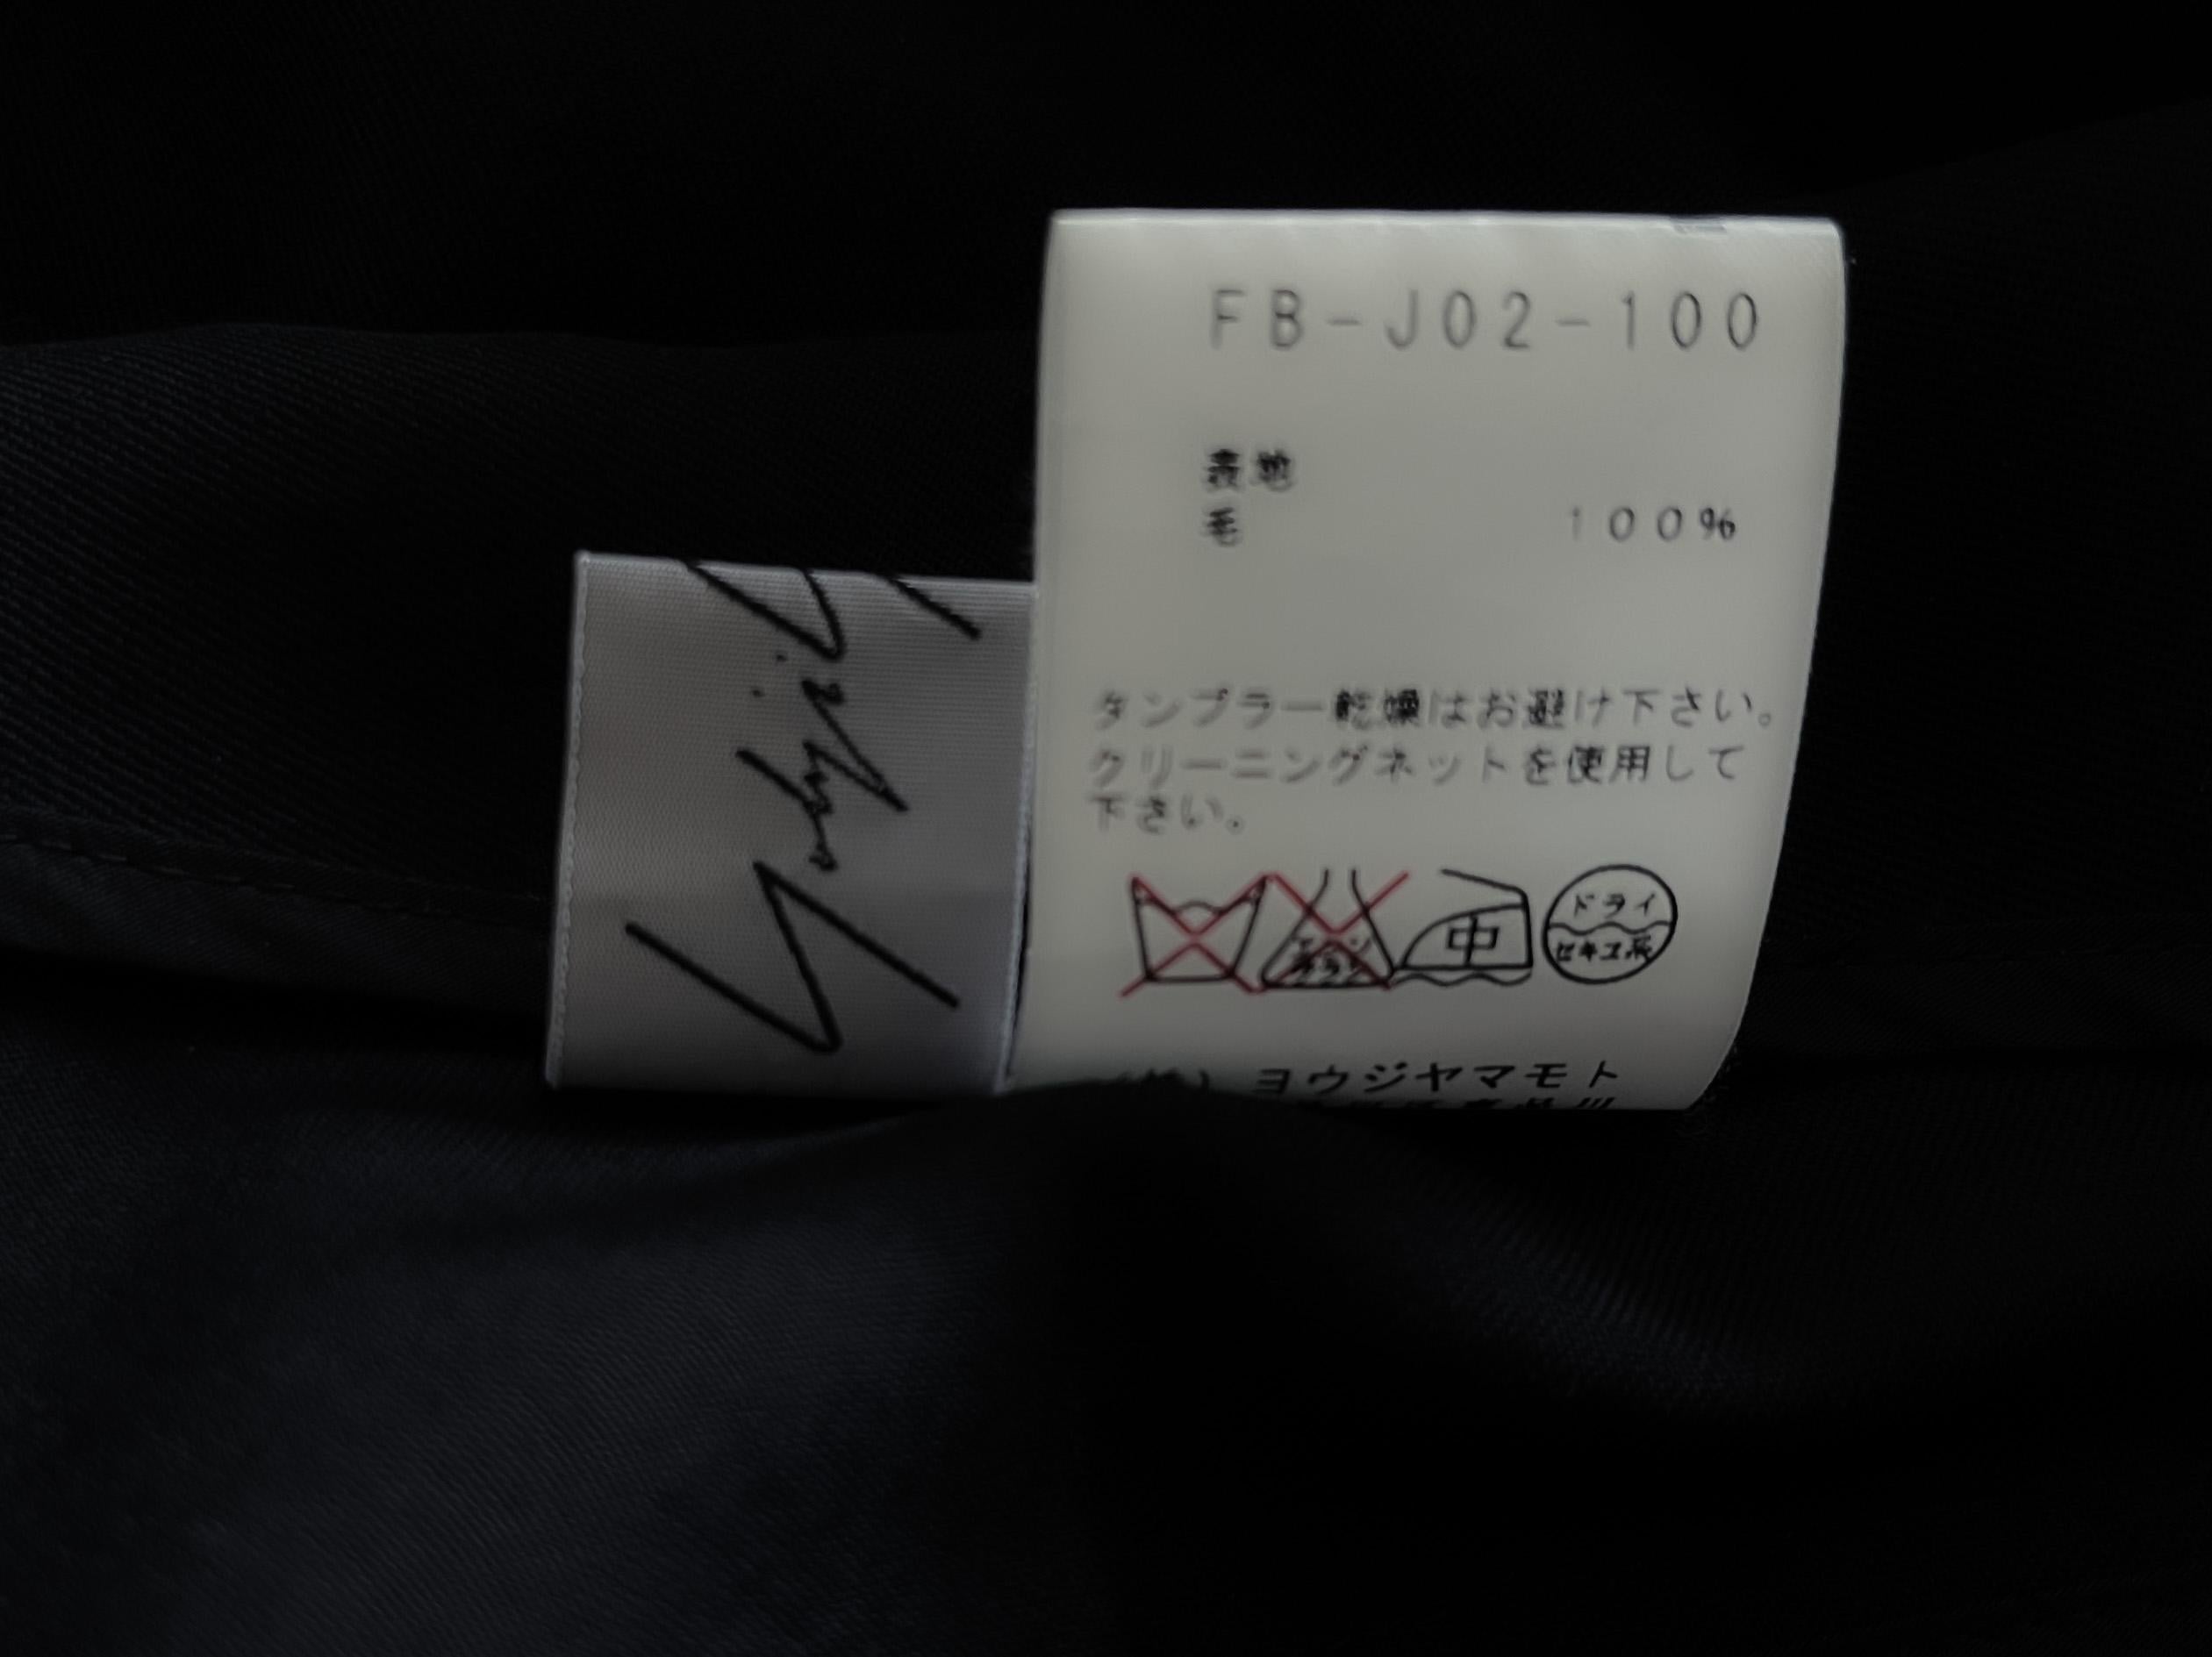 FB-J02-100
表地
毛 100%
タンブラー乾燥はお避け下さい。
クリーニングネットを使用して
下さい。
中
ドライ
セキユ系
(株) ヨウジヤマモト
Yohji Y